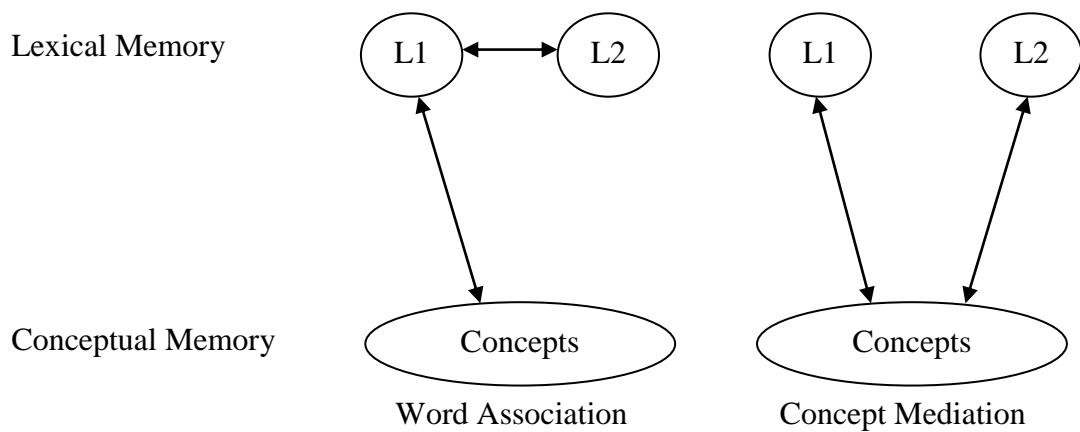 Lexical Memory L1 L2 L1 L2
Conceptual Memory Concepts Concepts
Word Association Concept Mediation